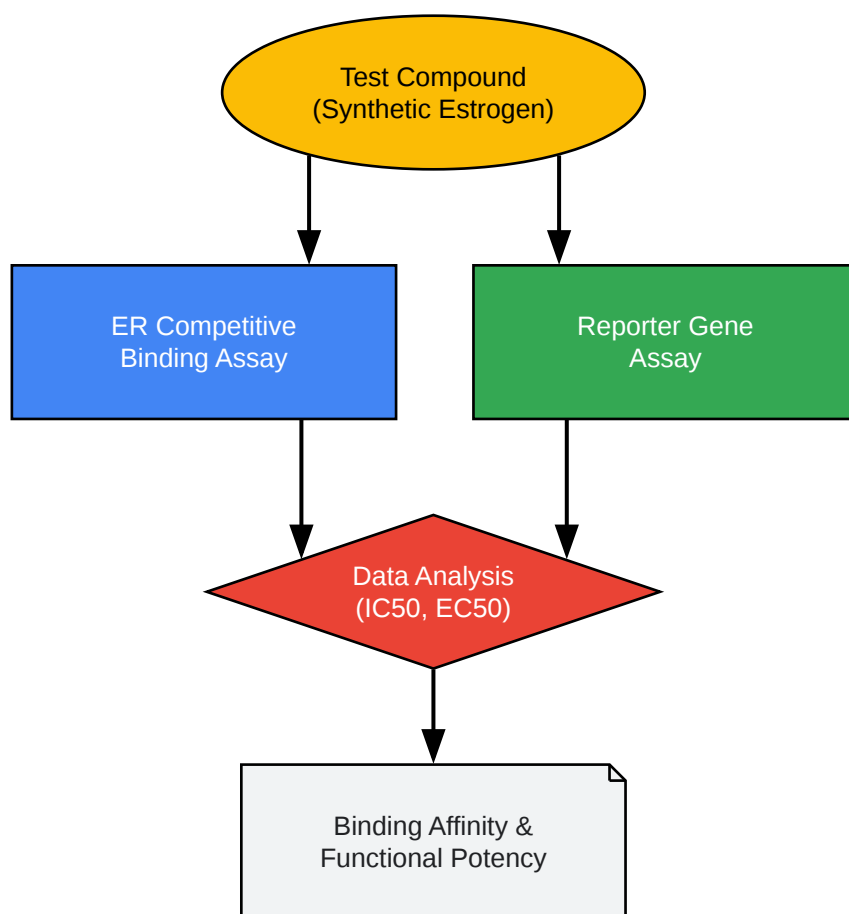 Test Compound
(Synthetic Estrogen)
ER Competitive
Binding Assay
Reporter Gene
Assay
Data Analysis
(IC50, EC50)
Binding Affinity &
Functional Potency